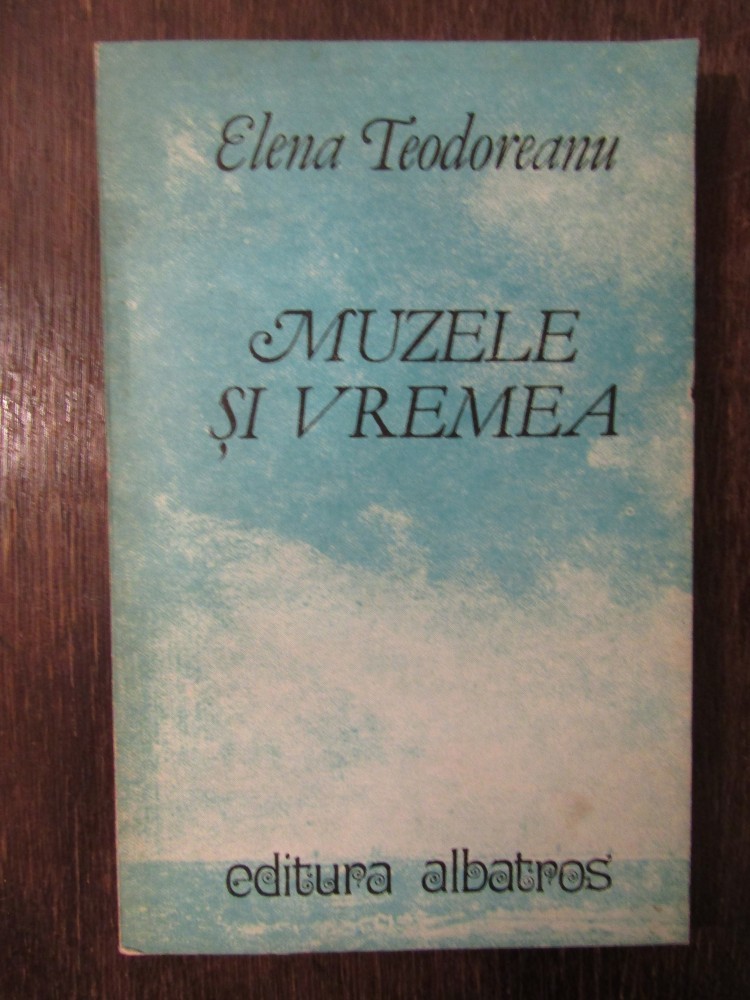 Elena Teodoreanu
MUZELE
ȘI VREMEA
editura albatros